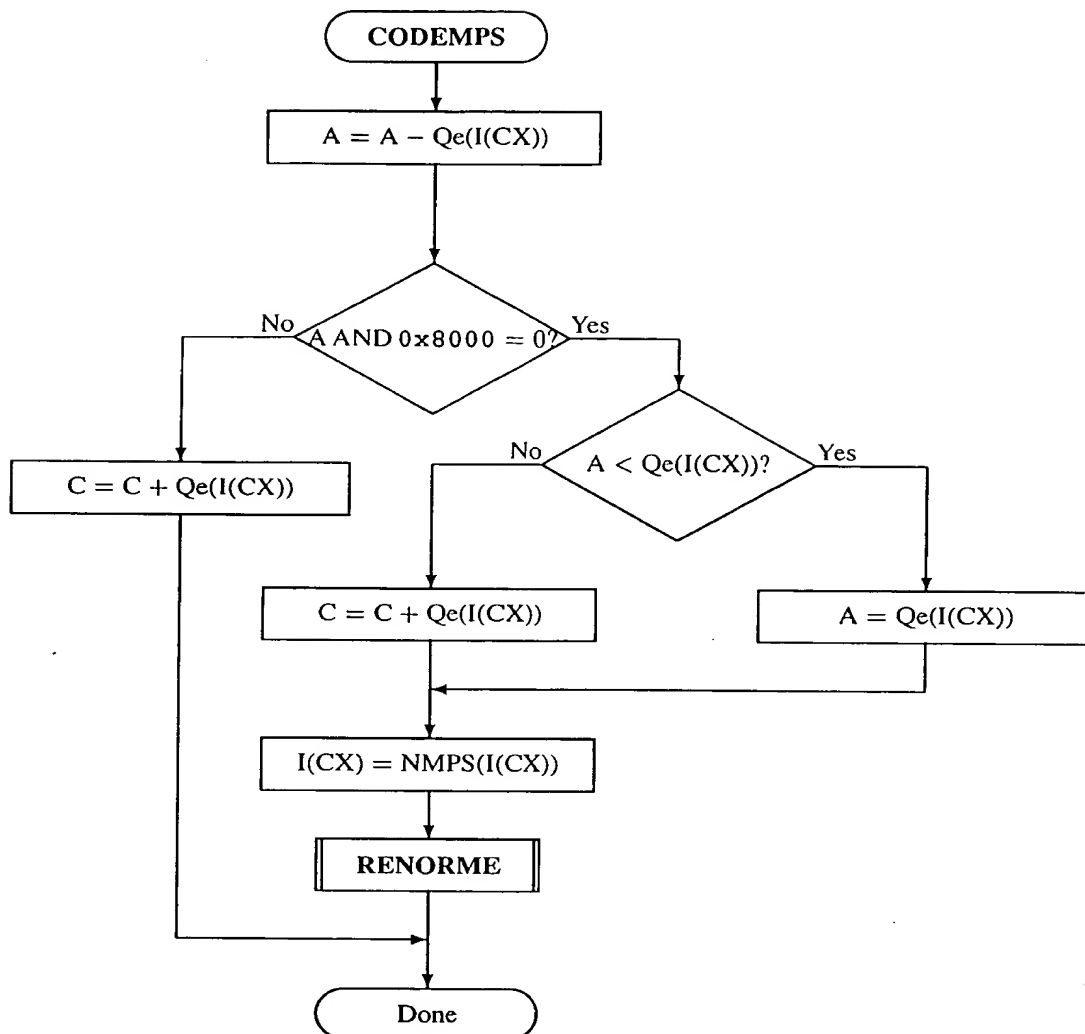 CODEMPS
A = A − Qe(I(CX))
No
A AND 0x8000 = 0?
Yes
No
A < Qe(I(CX))?
Yes
C = C + Qe(I(CX))
C = C + Qe(I(CX))
A = Qe(I(CX))
I(CX) = NMPS(I(CX))
RENORME
Done